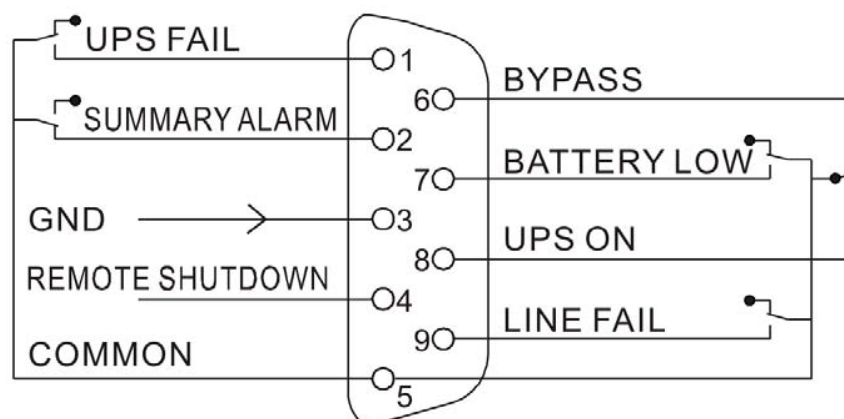 UPS FAIL
1
BYPASS
6
SUMMARY ALARM
2
BATTERY LOW
7
GND
3
UPS ON
8
REMOTE SHUTDOWN
4
LINE FAIL
9
COMMON
5